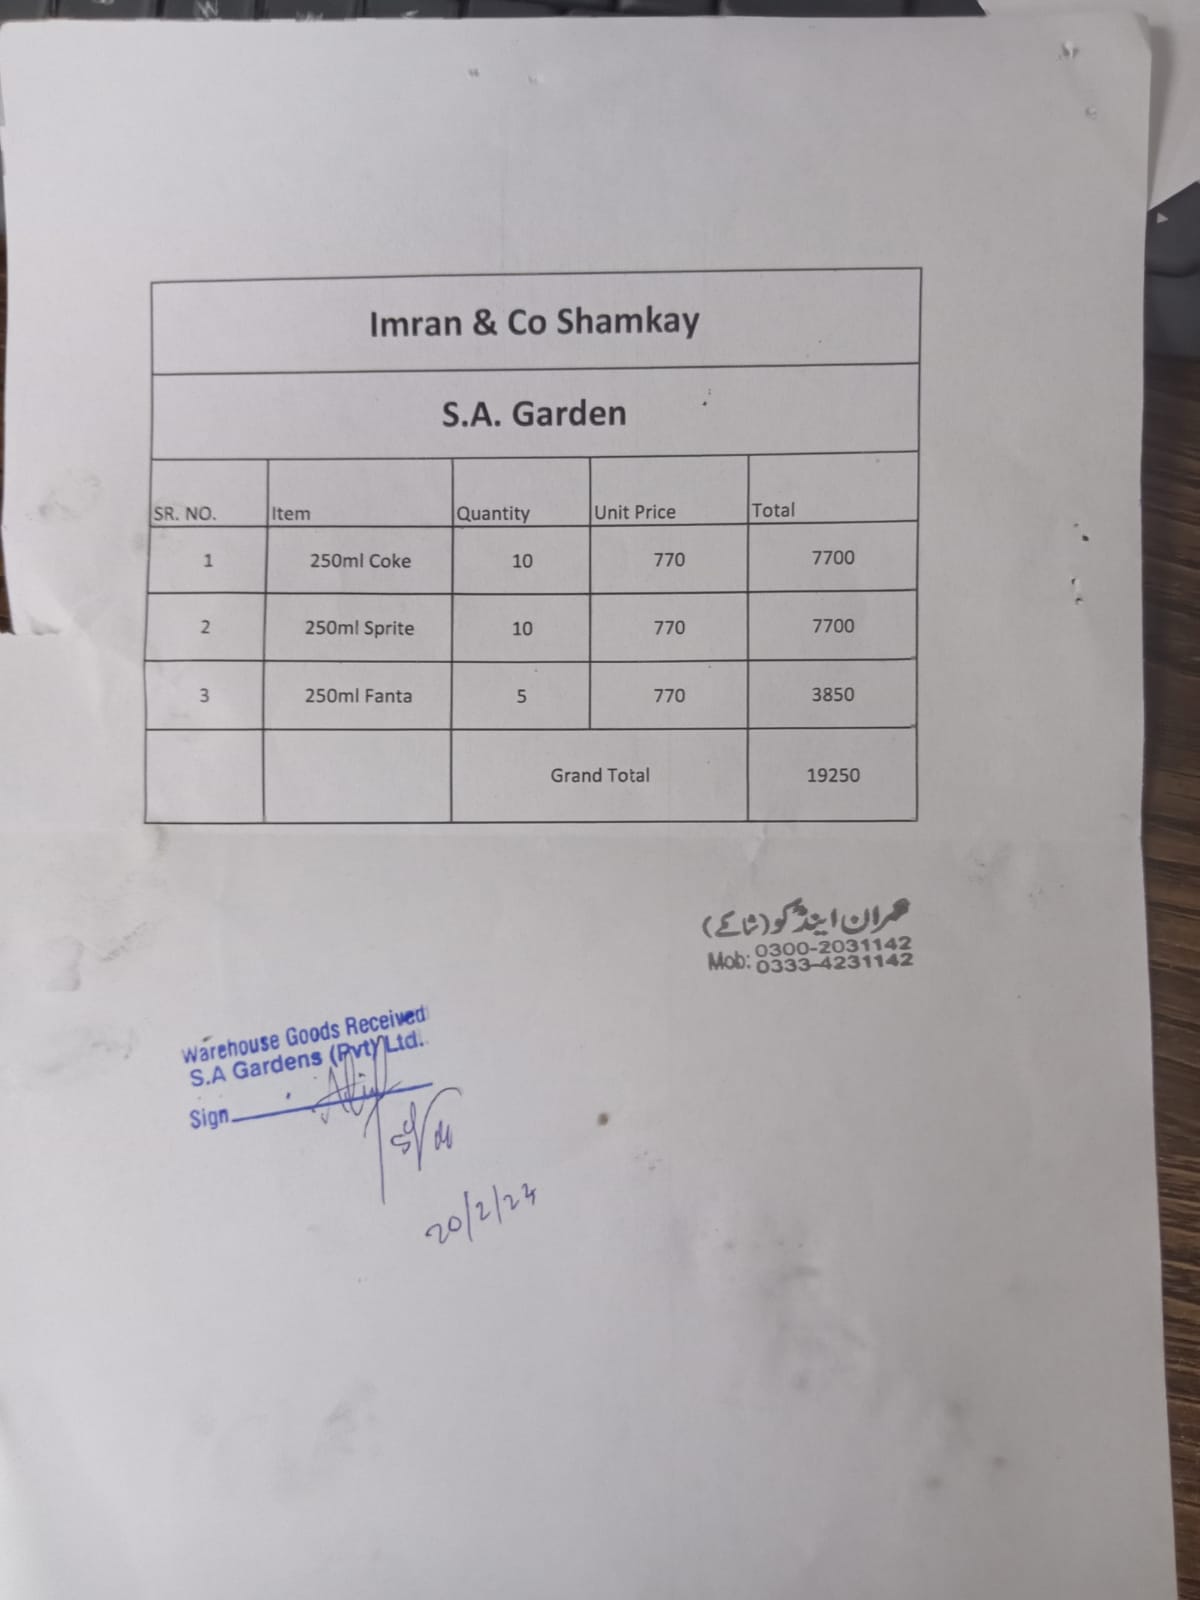 Imran & Co Shamkay
S.A. Garden
SR. NO. Item Quantity Unit Price Total
1 250ml Coke 10 770 7700
2 250ml Sprite 10 770 7700
3 250ml Fanta 5 770 3850
Grand Total 19250
عمران اینڈ کو (شامکے)
Mob: 0300-2031142
0333-4231142
Warehouse Goods Received
S.A Gardens (Pvt) Ltd.
Sign
20/2/24